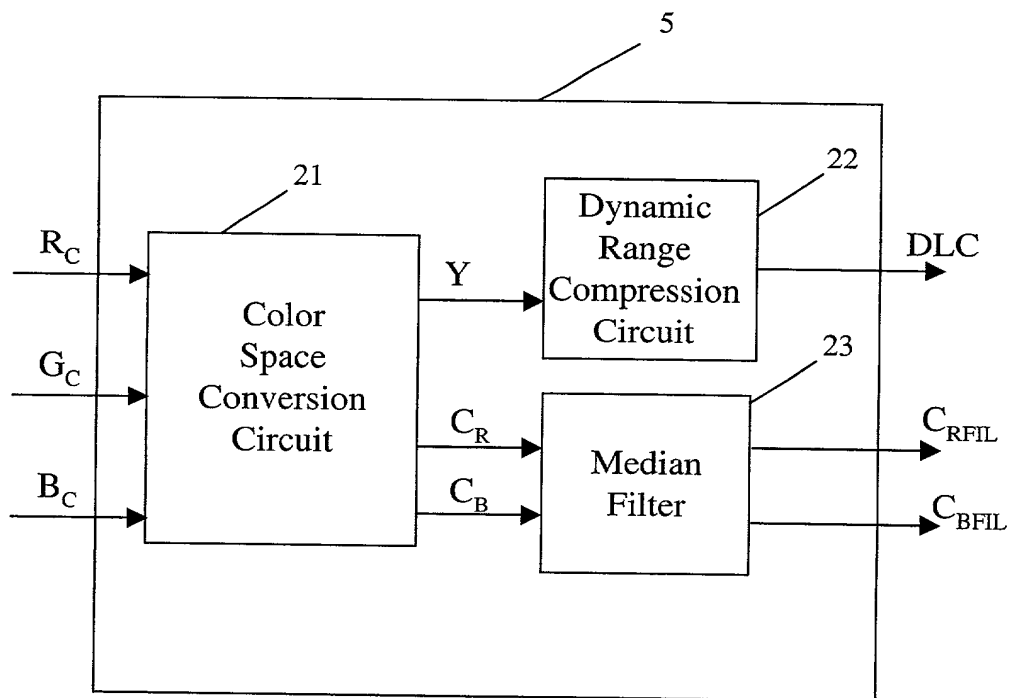 5
21
22
R_C
G_C
B_C
Color
Space
Conversion
Circuit
Y
C_R
C_B
Dynamic
Range
Compression
Circuit
23
Median
Filter
DLC
C_RFIL
C_BFIL